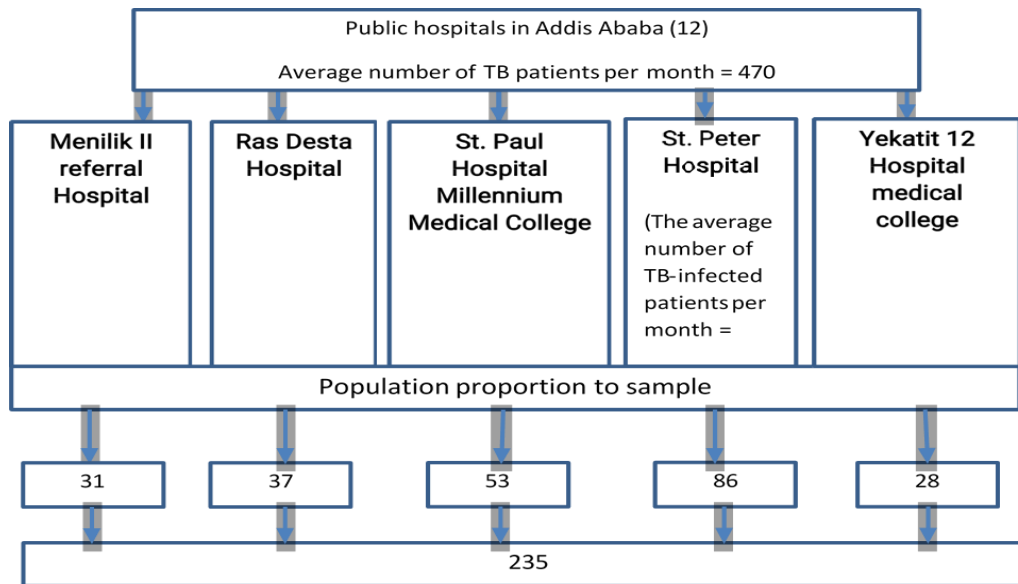 Public hospitals in Addis Ababa (12)
Average number of TB patients per month = 470
Menilik II
referral
Hospital
Ras Desta
Hospital
St. Paul
Hospital
Millennium
Medical College
St. Peter
Hospital
(The average
number of
TB-infected
patients per
month =
Yekatit 12
Hospital
medical
college
Population proportion to sample
31
37
53
86
28
235